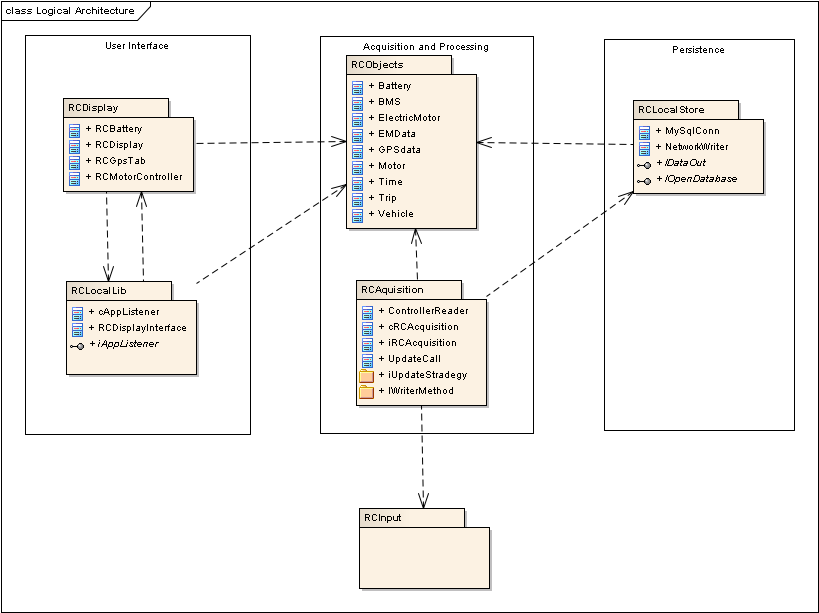 class Logical Architecture
User Interface
RCDisplay
+ RCBattery
+ RCDisplay
+ RCGpsTab
+ RCMotorController
RCLocalLib
+ cAppListener
+ RCDisplayInterface
+ iAppListener
Acquisition and Processing
RCObjects
+ Battery
+ BMS
+ ElectricMotor
+ EMData
+ GPSdata
+ Motor
+ Time
+ Trip
+ Vehicle
RCAquisition
+ ControllerReader
+ cRCAcquisition
+ iRCAcquisition
+ UpdateCall
+ iUpdateStradegy
+ IWriterMethod
Persistence
RCLocalStore
+ MySqlConn
+ NetworkWriter
+ IDataOut
+ IOpenDatabase
RCInput